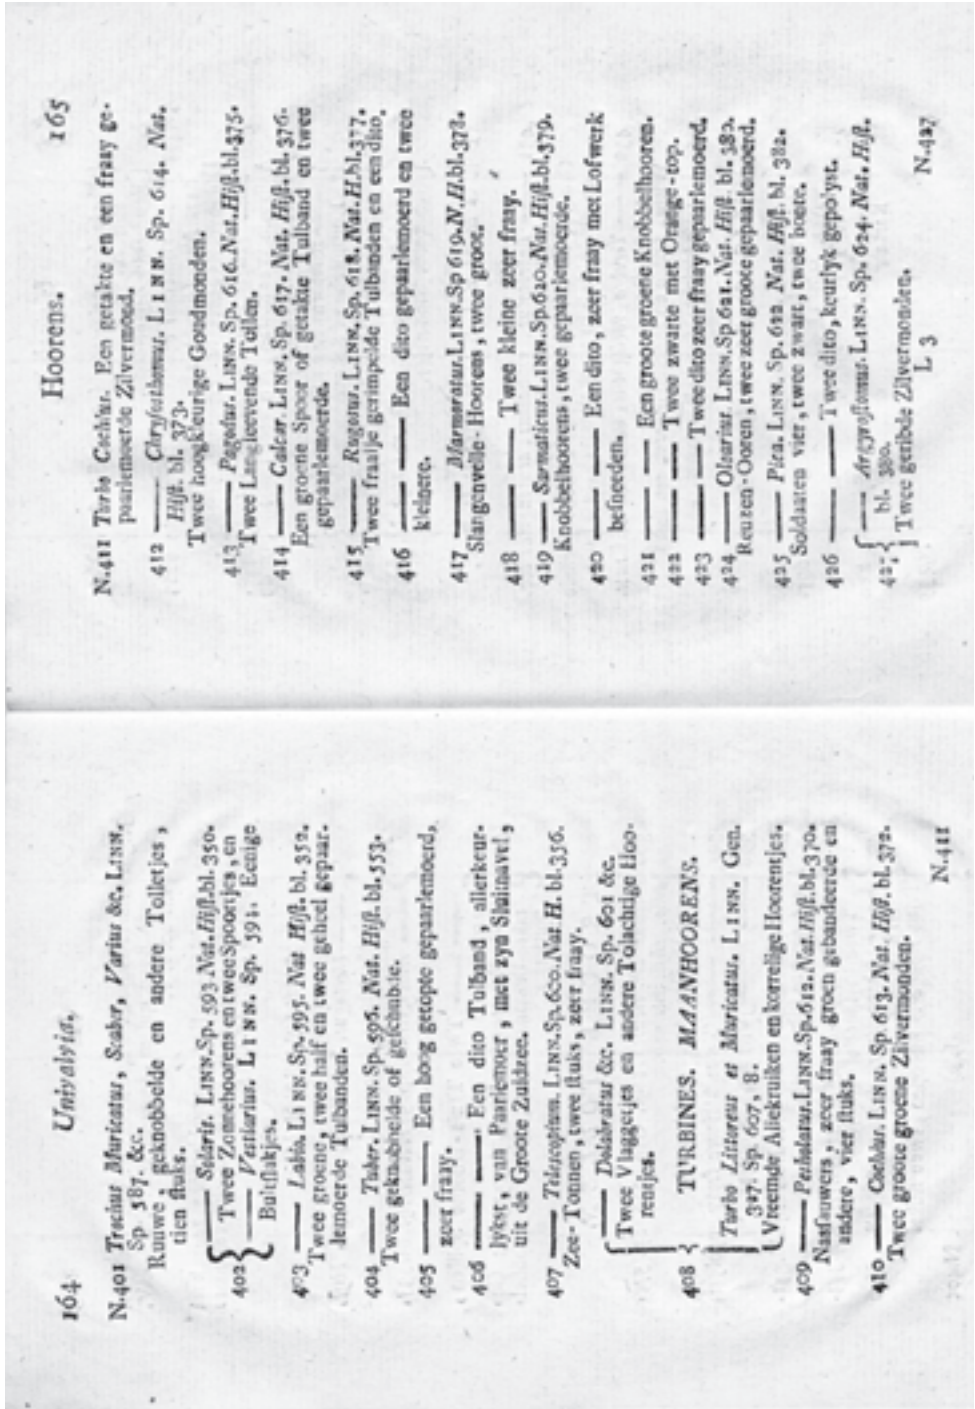 164 Univalvia.
N.401 Trochus Muricatus, Scaber, Varius &c. LINN.
Sp 587. &c.
Ruuwe, geknobbelde en andere Tolletjes,
tien stuks.
402 { —— Solaris. LINN. Sp. 593 Nat. Hist. bl. 350.
Twee Zonnehoorens en twee Spoortjes, en
—— Vestiarius. LINN. Sp. 594. Eenige
Bultslakjes.
403 —— Labio. LINN. Sp. 595. Nat Hist. bl. 352.
Twee groene, twee half en twee geheel gepaar-
lemoerde Tulbanden.
404 —— Tuber. LINN. Sp. 596. Nat. Hist. bl. 553.
Twee geknobbelde of geschubde.
405 —— —— Een hoog getopte gepaarlemoerd,
zeer fraay.
406 —— —— Een dito Tulband, allerkeur-
lykst, van Paarlemoer, met zyn Sluitnavel,
uit de Groote Zuidzee.
407 —— Telescopium. LINN. Sp. 600. Nat. H. bl. 356.
Zee-Tonnen, twee stuks, zeer fraay.
—— Dolabratus &c. LINN. Sp. 601 &c.
Twee Vlaggetjes en andere Tolachtige Hoo-
rentjes.
408 { TURBINES. MAANHOORENS.
Turbo Littoreus et Muricatus. LINN. Gen.
327. Sp. 607, 8.
Vreemde Aliekruiken en korrelige Hoorentjes.
409 —— Petholatus. LINN. Sp. 612. Nat. Hist. bl. 370.
Nassauwers, zeer fraay groen gebandeerde en
andere, vier stuks.
410 —— Cochlus. LINN. Sp. 613. Nat. Hist. bl. 372.
Twee groote groene Zilvermonden.
N.411
Hoorens. 165
N.411 Turbo Cochlus. Een getakte en een fraay ge-
paarlemoerde Zilvermond.
412 —— Chrysostomus. LINN. Sp. 614. Nat.
Hist. bl. 373.
Twee hoogkleurige Goudmonden.
413 —— Pagodus. LINN. Sp. 616. Nat. Hist. bl. 375.
Twee Langleevende Tollen.
414 —— Calcar. LINN. Sp. 617. Nat. Hist. bl. 376.
Een groene Spoor of getakte Tulband en twee
gepaarlemoerde.
415 —— Rugosus. LINN. Sp. 618. Nat. H. bl. 377.
Twee fraaije gerimpelde Tulbanden en een dito.
416 —— —— Een dito gepaarlemoerd en twee
kleinere.
417 —— Marmoratus. LINN. Sp 619. N. H. bl. 378.
Slangenvelle-Hoorens, twee groot.
418 —— —— Twee kleine zeer fraay.
419 —— Sarmaticus. LINN. Sp. 620. Nat. Hist. bl. 379.
Knobbelhoorens, twee gepaarlemoerde.
420 —— —— Een dito, zeer fraay met Lofwerk
besneeden.
421 —— —— Een groote groene Knobbelhooren.
422 —— —— Twee zwarte met Orange-top.
423 —— —— Twee dito zeer fraay gepaarlemoerd.
424 —— Olearius. LINN. Sp 621. Nat. Hist. bl. 380.
Reuzen-Ooren, twee zeer groote gepaarlemoerd.
425 —— Pica. LINN. Sp. 622 Nat. Hist. bl. 382.
Soldaaten vier, twee zwart, twee bonte.
426 —— —— Twee dito, keurlyk gepolyst.
427 { —— Argyrostomus. LINN. Sp. 624. Nat. Hist.
bl. 380.
Twee geribde Zilvermonden.
L 3 N.427